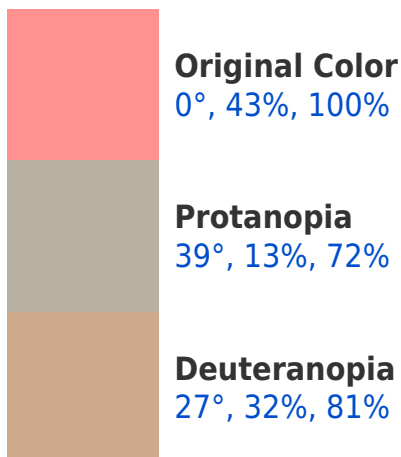 Original Color
0°, 43%, 100%
Protanopia
39°, 13%, 72%
Deuteranopia
27°, 32%, 81%